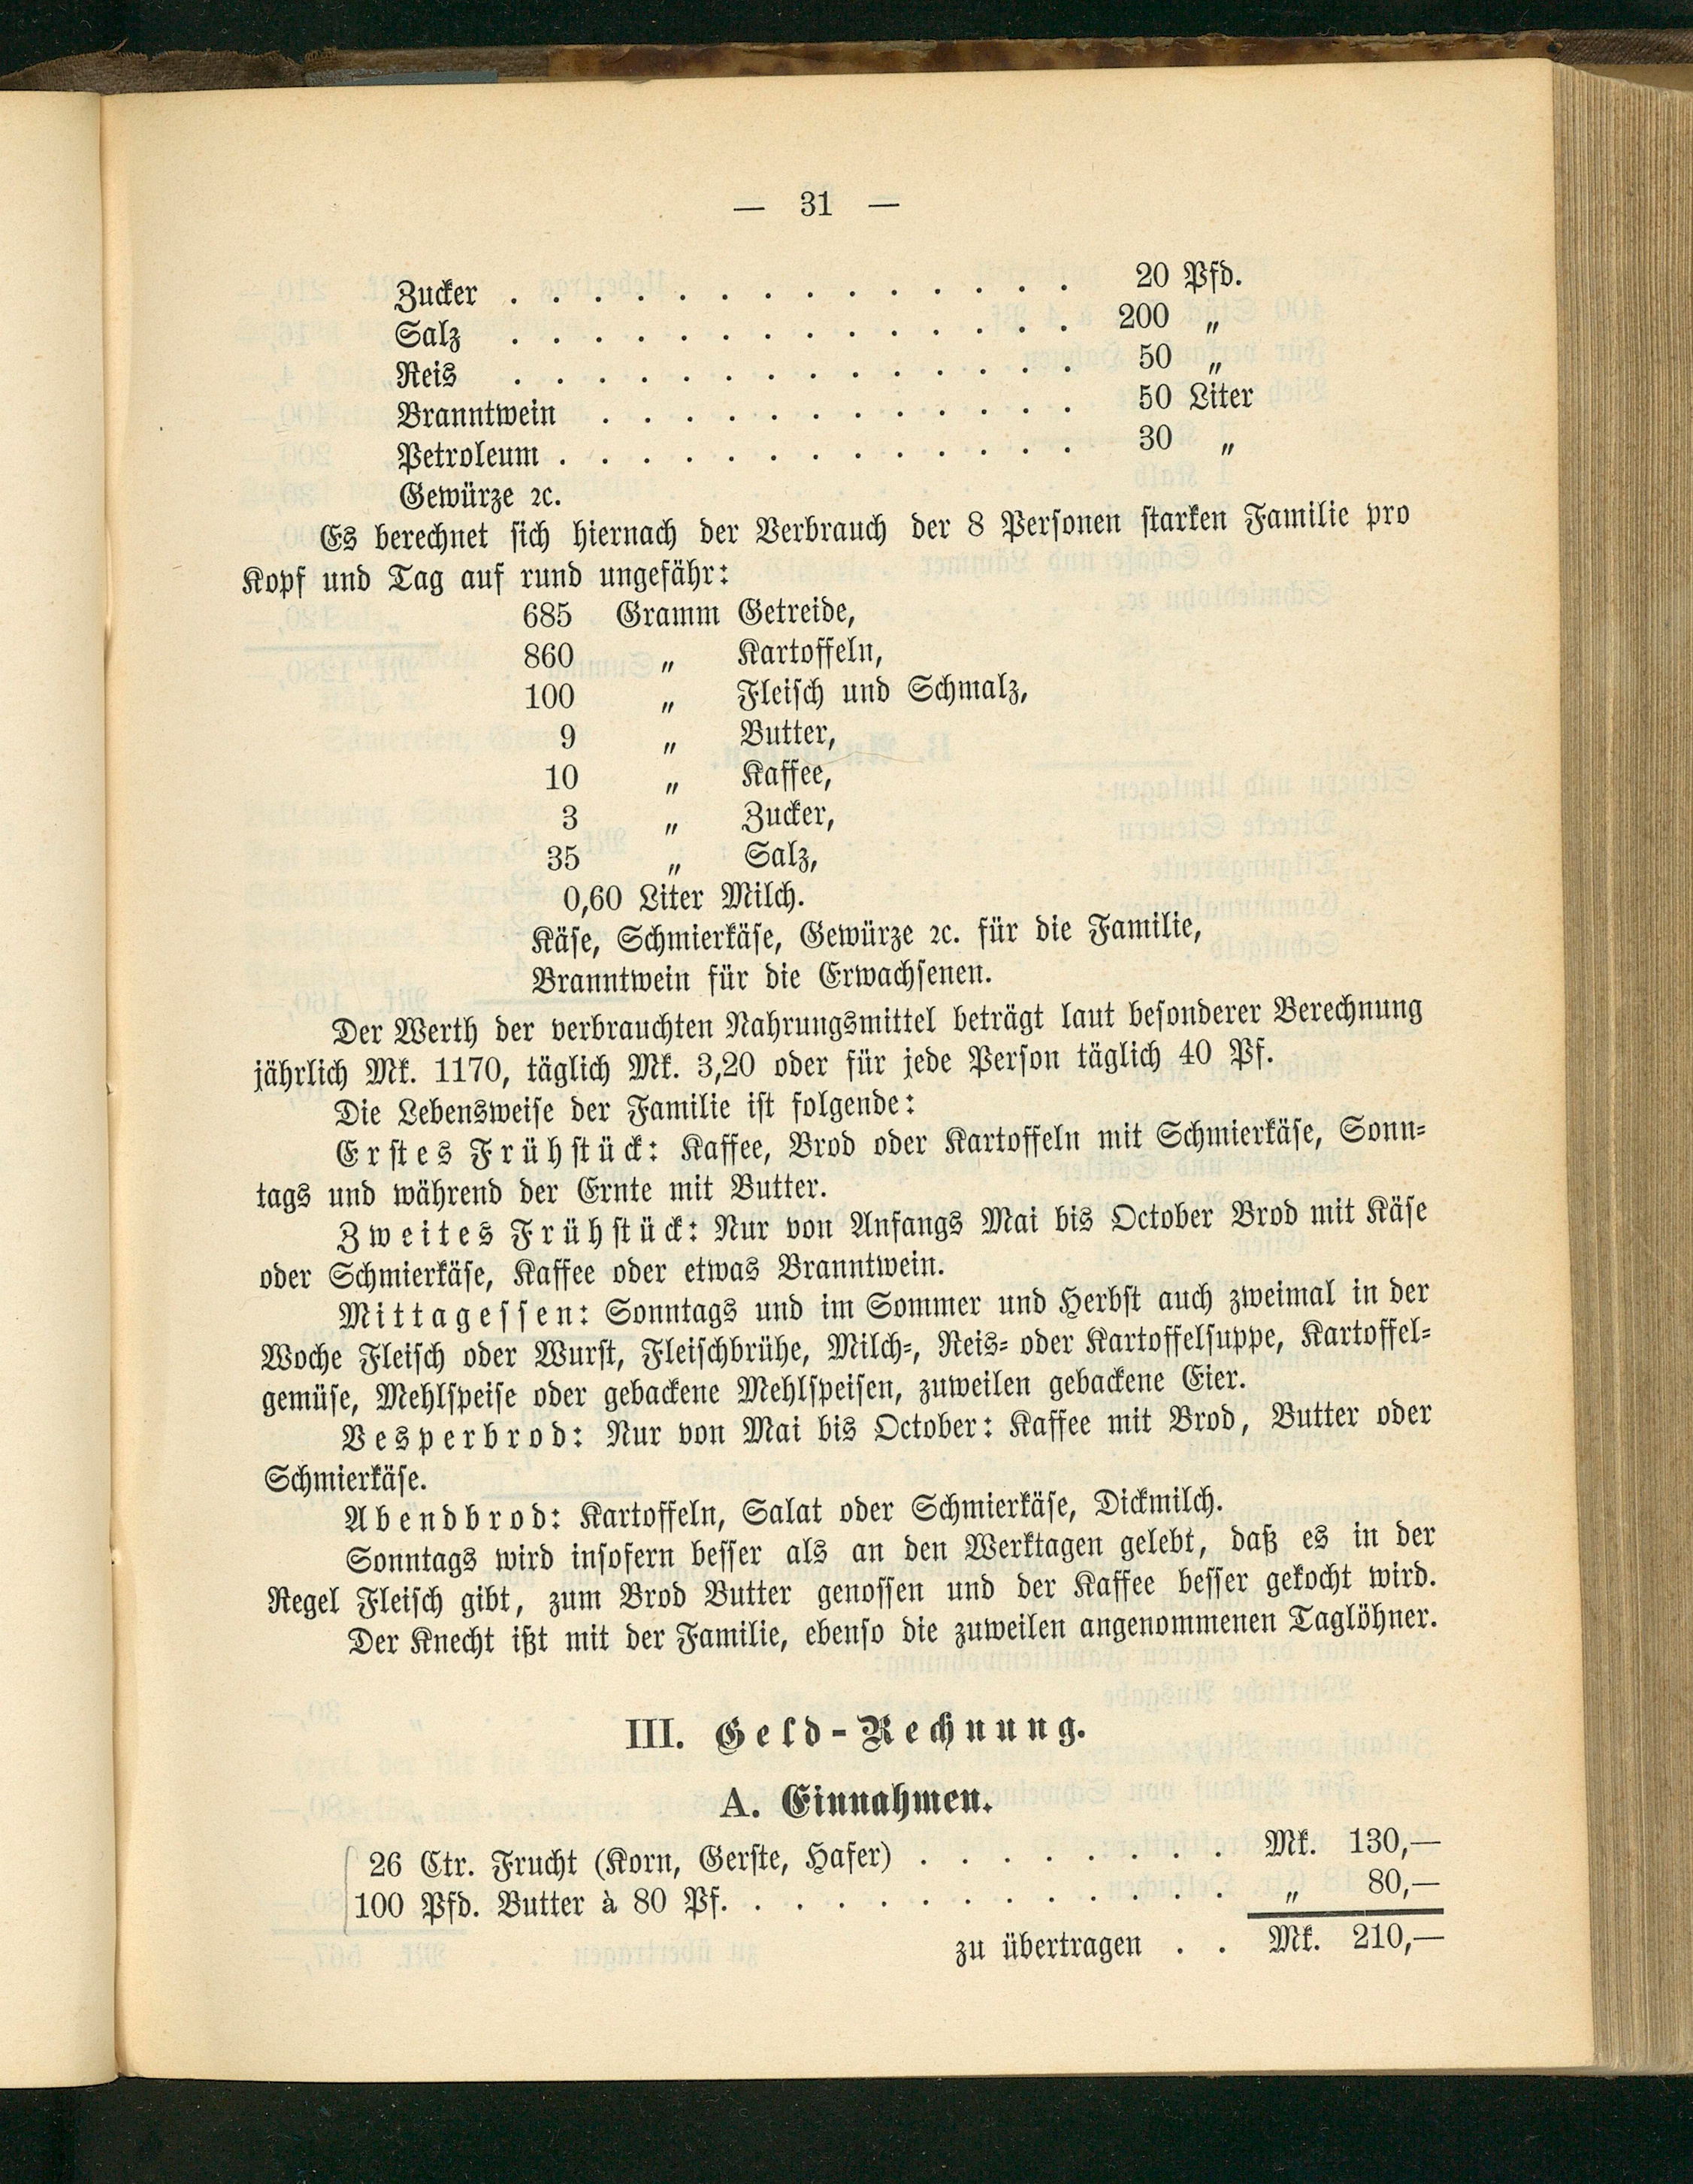 — 31 —
Zucker . . . . . . . . . . . . . . 20 Pfd.
Salz . . . . . . . . . . . . . . 200 „
Reis . . . . . . . . . . . . . . 50 „
Branntwein . . . . . . . . . . . . 50 Liter
Petroleum . . . . . . . . . . . . . 30 „
Gewürze ꝛc.
Es berechnet sich hiernach der Verbrauch der 8 Personen starken Familie pro
Kopf und Tag auf rund ungefähr:
685 Gramm Getreide,
860 „ Kartoffeln,
100 „ Fleisch und Schmalz,
9 „ Butter,
10 „ Kaffee,
3 „ Zucker,
35 „ Salz,
0,60 Liter Milch.
Käse, Schmierkäse, Gewürze ꝛc. für die Familie,
Branntwein für die Erwachsenen.
Der Werth der verbrauchten Nahrungsmittel beträgt laut besonderer Berechnung
jährlich Mk. 1170, täglich Mk. 3,20 oder für jede Person täglich 40 Pf.
Die Lebensweise der Familie ist folgende:
Erstes Frühstück: Kaffee, Brod oder Kartoffeln mit Schmierkäse, Sonn-
tags und während der Ernte mit Butter.
Zweites Frühstück: Nur von Anfangs Mai bis October Brod mit Käse
oder Schmierkäse, Kaffee oder etwas Branntwein.
Mittagessen: Sonntags und im Sommer und Herbst auch zweimal in der
Woche Fleisch oder Wurst, Fleischbrühe, Milch-, Reis- oder Kartoffelsuppe, Kartoffel-
gemüse, Mehlspeise oder gebackene Mehlspeisen, zuweilen gebackene Eier.
Vesperbrod: Nur von Mai bis October: Kaffee mit Brod, Butter oder
Schmierkäse.
Abendbrod: Kartoffeln, Salat oder Schmierkäse, Dickmilch.
Sonntags wird insofern besser als an den Werktagen gelebt, daß es in der
Regel Fleisch gibt, zum Brod Butter genossen und der Kaffee besser gekocht wird.
Der Knecht ißt mit der Familie, ebenso die zuweilen angenommenen Taglöhner.
III. Geld-Rechnung.
A. Einnahmen.
26 Ctr. Frucht (Korn, Gerste, Hafer) . . . . . . . . Mk. 130,—
100 Pfd. Butter à 80 Pf. . . . . . . . . . . . . „ 80,—
zu übertragen . . Mk. 210,—